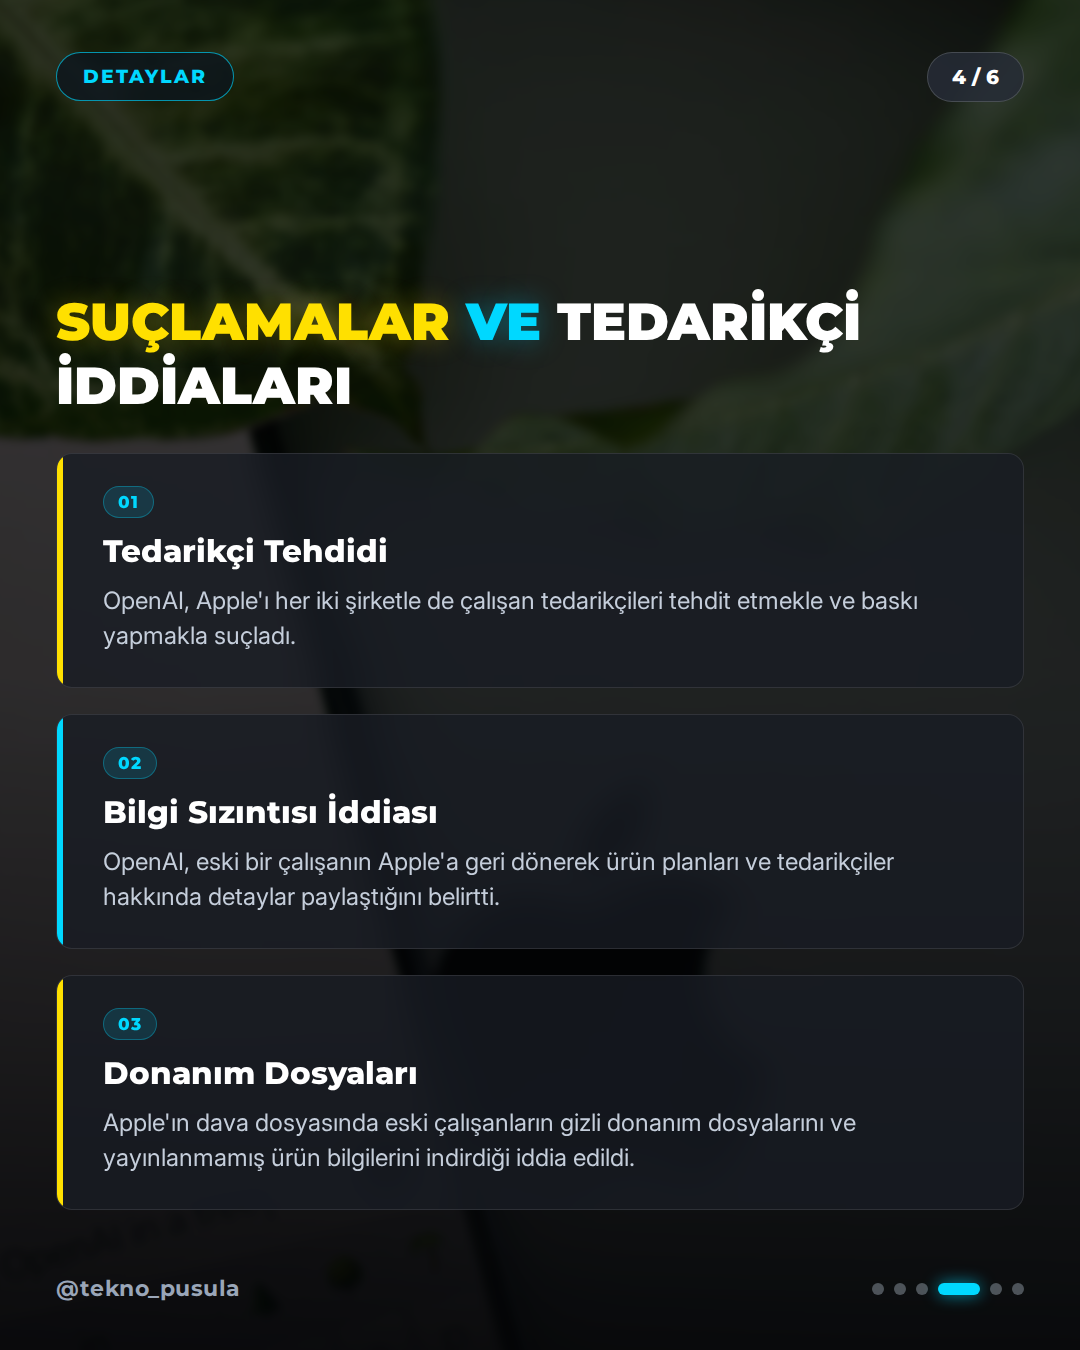 DETAYLAR
4 / 6
SUÇLAMALAR VE TEDARİKÇİ
İDDİALARI
01
Tedarikçi Tehdidi
OpenAI, Apple'ı her iki şirketle de çalışan tedarikçileri tehdit etmekle ve baskı
yapmakla suçladı.
02
Bilgi Sızıntısı İddiası
OpenAI, eski bir çalışanın Apple'a geri dönerek ürün planları ve tedarikçiler
hakkında detaylar paylaştığını belirtti.
03
Donanım Dosyaları
Apple'ın dava dosyasında eski çalışanların gizli donanım dosyalarını ve
yayınlanmamış ürün bilgilerini indirdiği iddia edildi.
@tekno_pusula